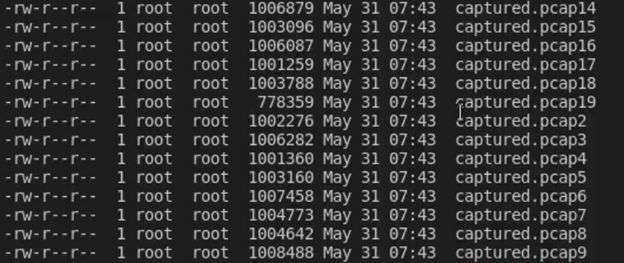 -rw-r--r-- 1 root root 1006879 May 31 07:43 captured.pcap14
-rw-r--r-- 1 root root 1003096 May 31 07:43 captured.pcap15
-rw-r--r-- 1 root root 1006087 May 31 07:43 captured.pcap16
-rw-r--r-- 1 root root 1001259 May 31 07:43 captured.pcap17
-rw-r--r-- 1 root root 1003788 May 31 07:43 captured.pcap18
-rw-r--r-- 1 root root 778359 May 31 07:43 captured.pcap19
-rw-r--r-- 1 root root 1002276 May 31 07:43 captured.pcap2
-rw-r--r-- 1 root root 1006282 May 31 07:43 captured.pcap3
-rw-r--r-- 1 root root 1001360 May 31 07:43 captured.pcap4
-rw-r--r-- 1 root root 1003160 May 31 07:43 captured.pcap5
-rw-r--r-- 1 root root 1007458 May 31 07:43 captured.pcap6
-rw-r--r-- 1 root root 1004773 May 31 07:43 captured.pcap7
-rw-r--r-- 1 root root 1004642 May 31 07:43 captured.pcap8
-rw-r--r-- 1 root root 1008488 May 31 07:43 captured.pcap9